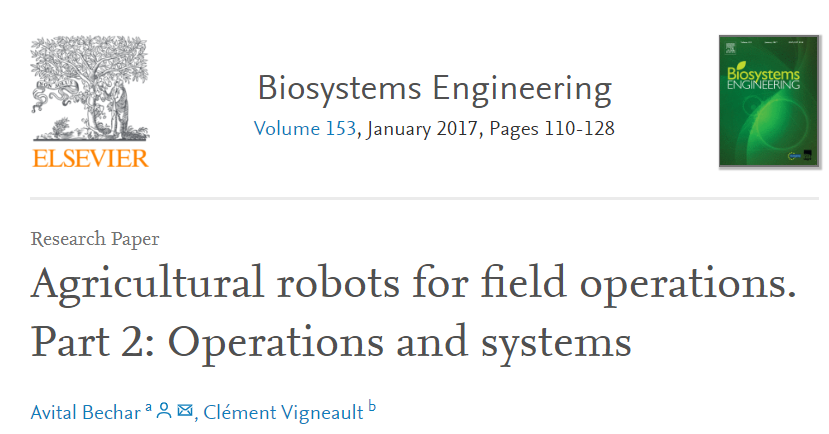 Biosystems Engineering
Volume 153, January 2017, Pages 110-128
ELSEVIER
Biosystems
ENGINEERING
Research Paper
Agricultural robots for field operations.
Part 2: Operations and systems
Avital Bechar a, Clément Vigneault b